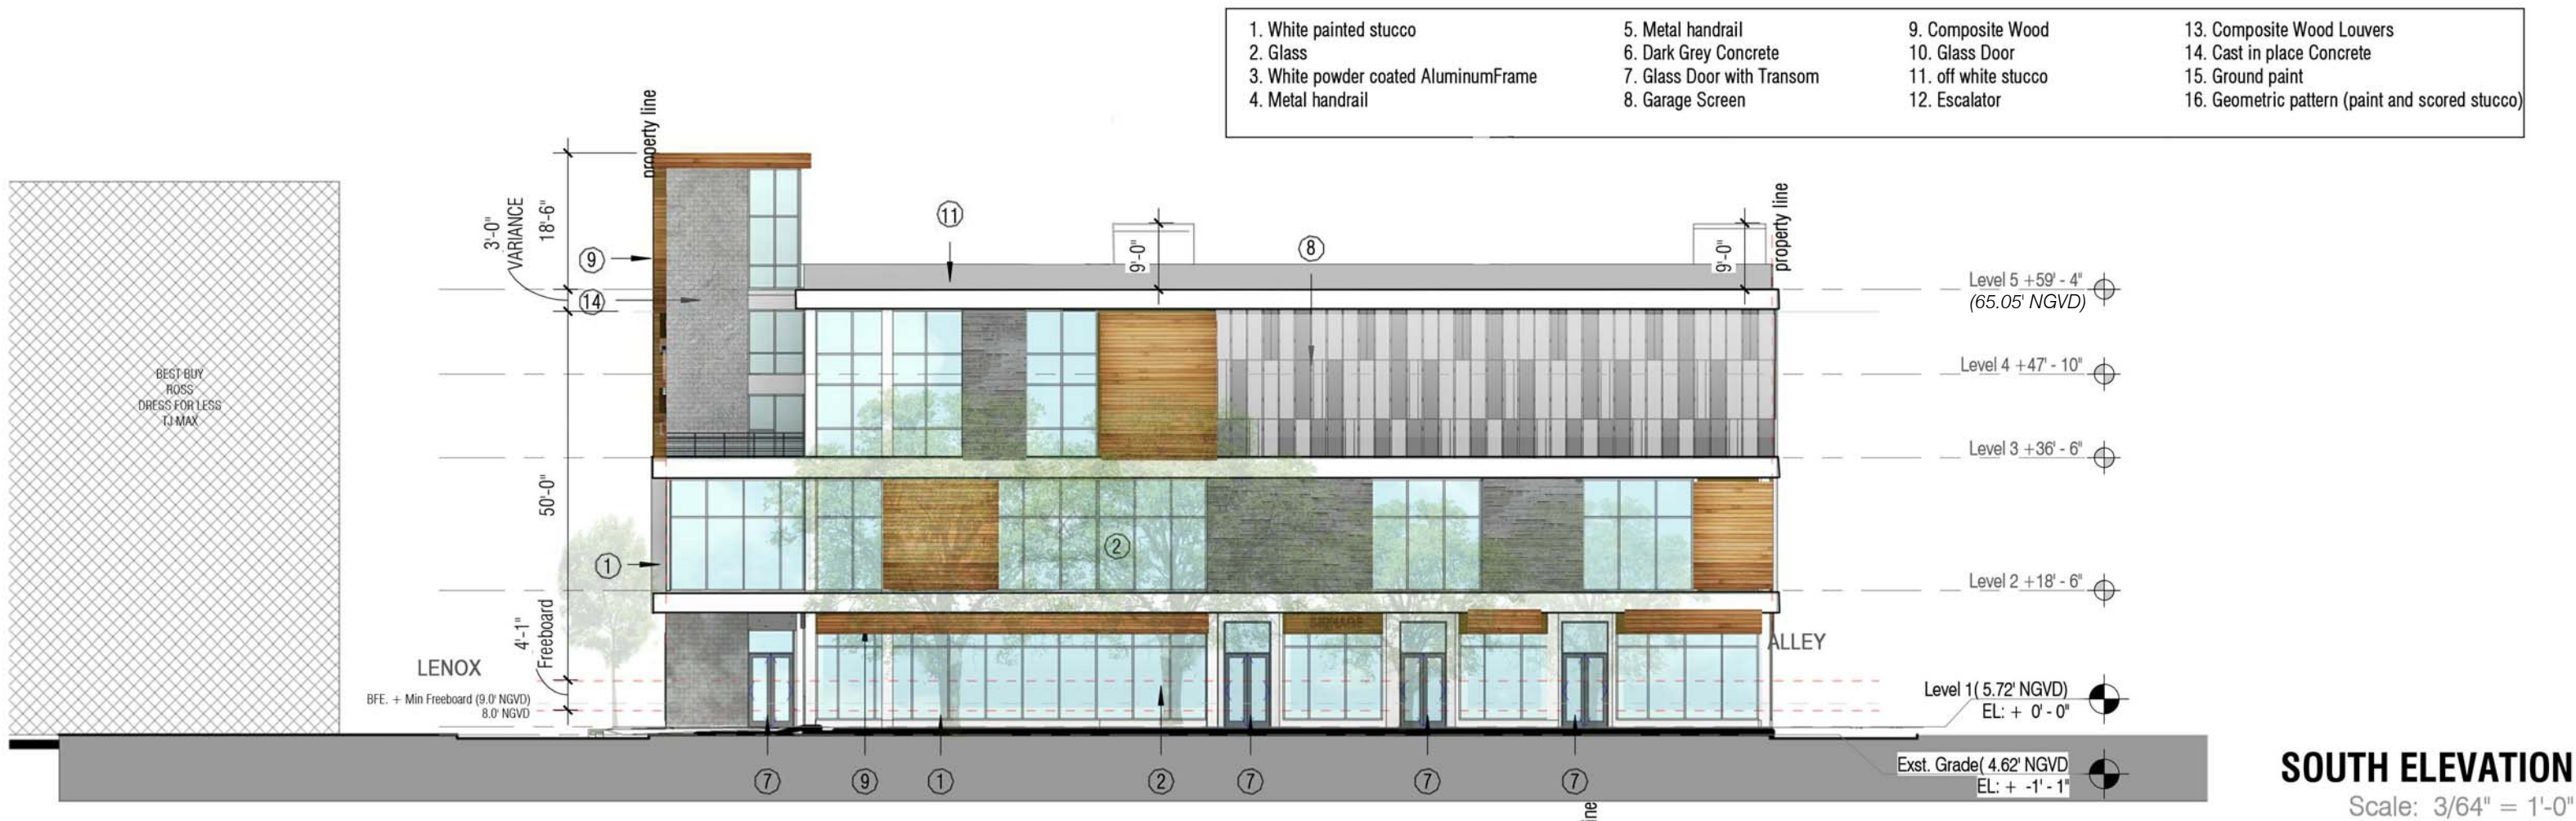 1. White painted stucco
2. Glass
3. White powder coated AluminumFrame
4. Metal handrail
5. Metal handrail
6. Dark Grey Concrete
7. Glass Door with Transom
8. Garage Screen
9. Composite Wood
10. Glass Door
11. off white stucco
12. Escalator
13. Composite Wood Louvers
14. Cast in place Concrete
15. Ground paint
16. Geometric pattern (paint and scored stucco)
property line
property line
3'-0"
VARIANCE
18'-6"
9
14
11
9'-0"
8
9'-0"
Level 5 +59' - 4"
(65.05' NGVD)
Level 4 +47' - 10"
Level 3 +36' - 6"
Level 2 +18' - 6"
BEST BUY
ROSS
DRESS FOR LESS
TJ MAX
50'-0"
2
1
4'-1"
Freeboard
SIGNAGE
LENOX
ALLEY
BFE. + Min Freeboard (9.0' NGVD)
8.0' NGVD
Level 1( 5.72' NGVD)
EL: + 0' - 0"
Exst. Grade( 4.62' NGVD
EL: + -1' - 1"
7
9
1
2
7
7
7
ine
SOUTH ELEVATION
Scale: 3/64" = 1'-0"